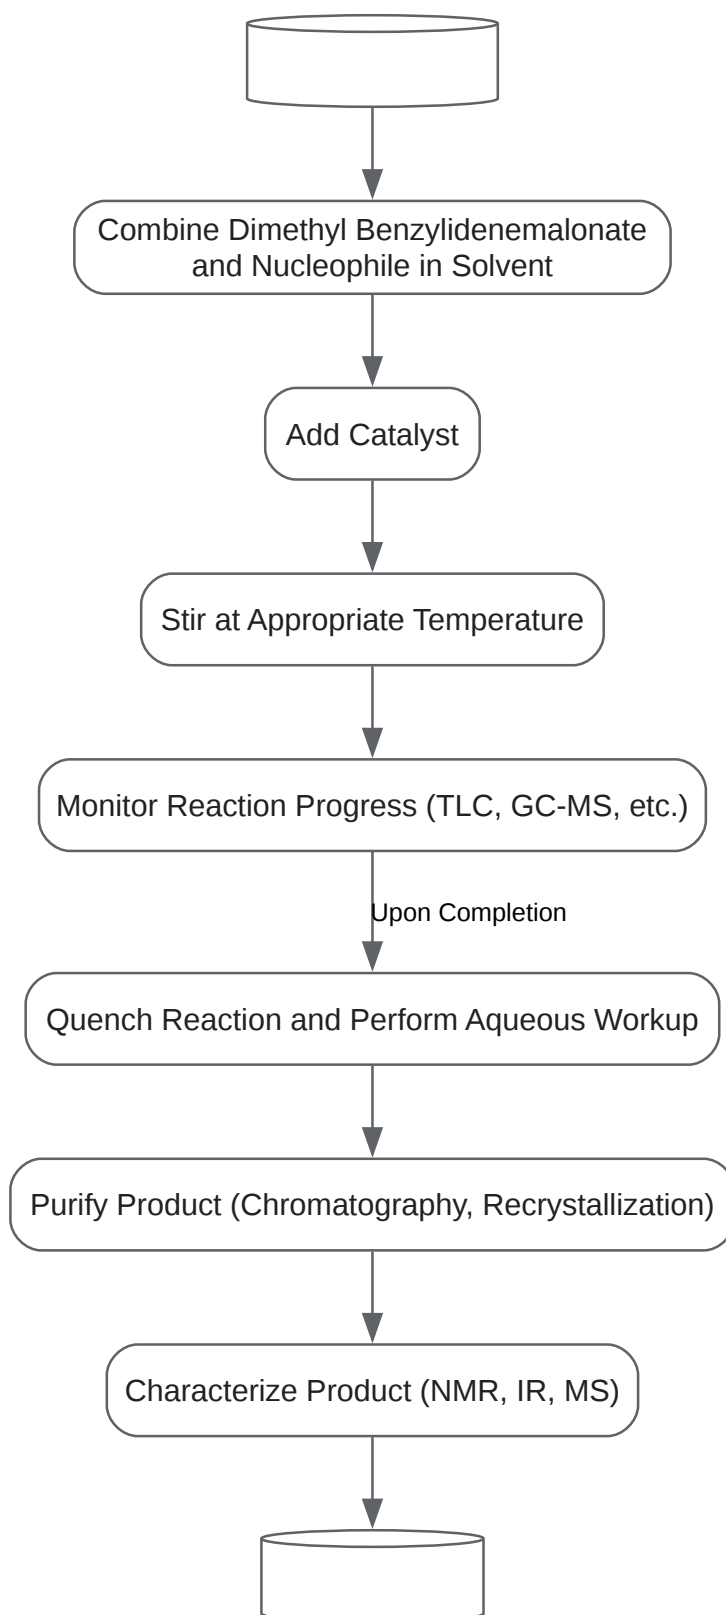 Combine Dimethyl Benzylidenemalonate
and Nucleophile in Solvent
Add Catalyst
Stir at Appropriate Temperature
Monitor Reaction Progress (TLC, GC-MS, etc.)
Upon Completion
Quench Reaction and Perform Aqueous Workup
Purify Product (Chromatography, Recrystallization)
Characterize Product (NMR, IR, MS)